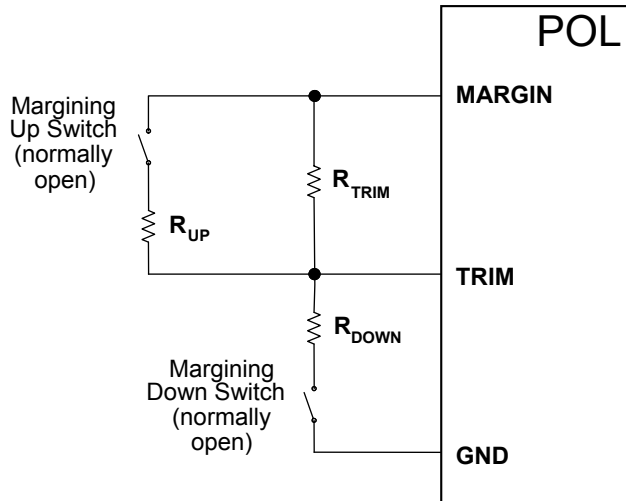 POL
MARGIN
Margining
Up Switch
(normally
open)
RTRIM
RUP
TRIM
RDOWN
Margining
Down Switch
(normally
open)
GND